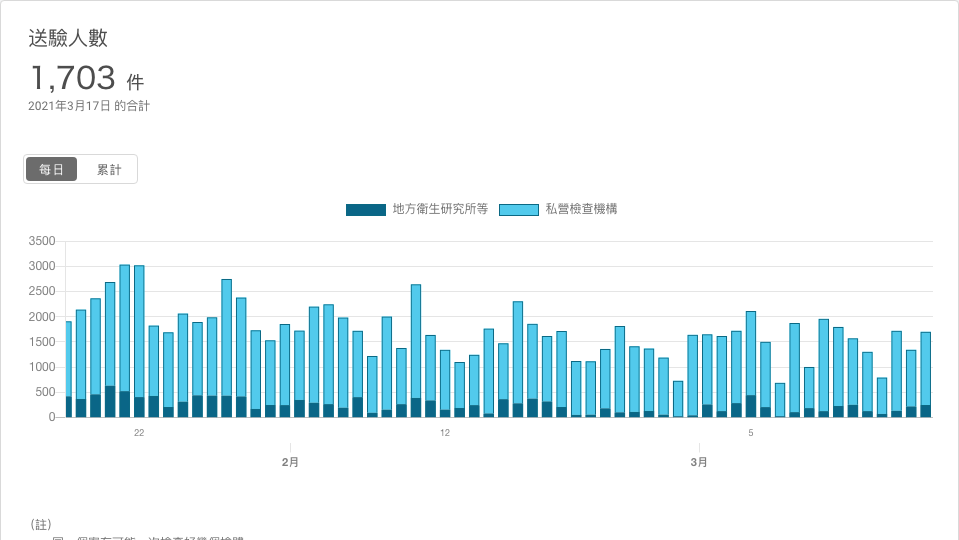 送驗人數
1,703 件
2021年3月17日 的合計
每日 累計
地方衛生研究所等 私營檢查機構
3500
3000
2500
2000
1500
1000
500
0
22 12 5
2月 3月
（註）